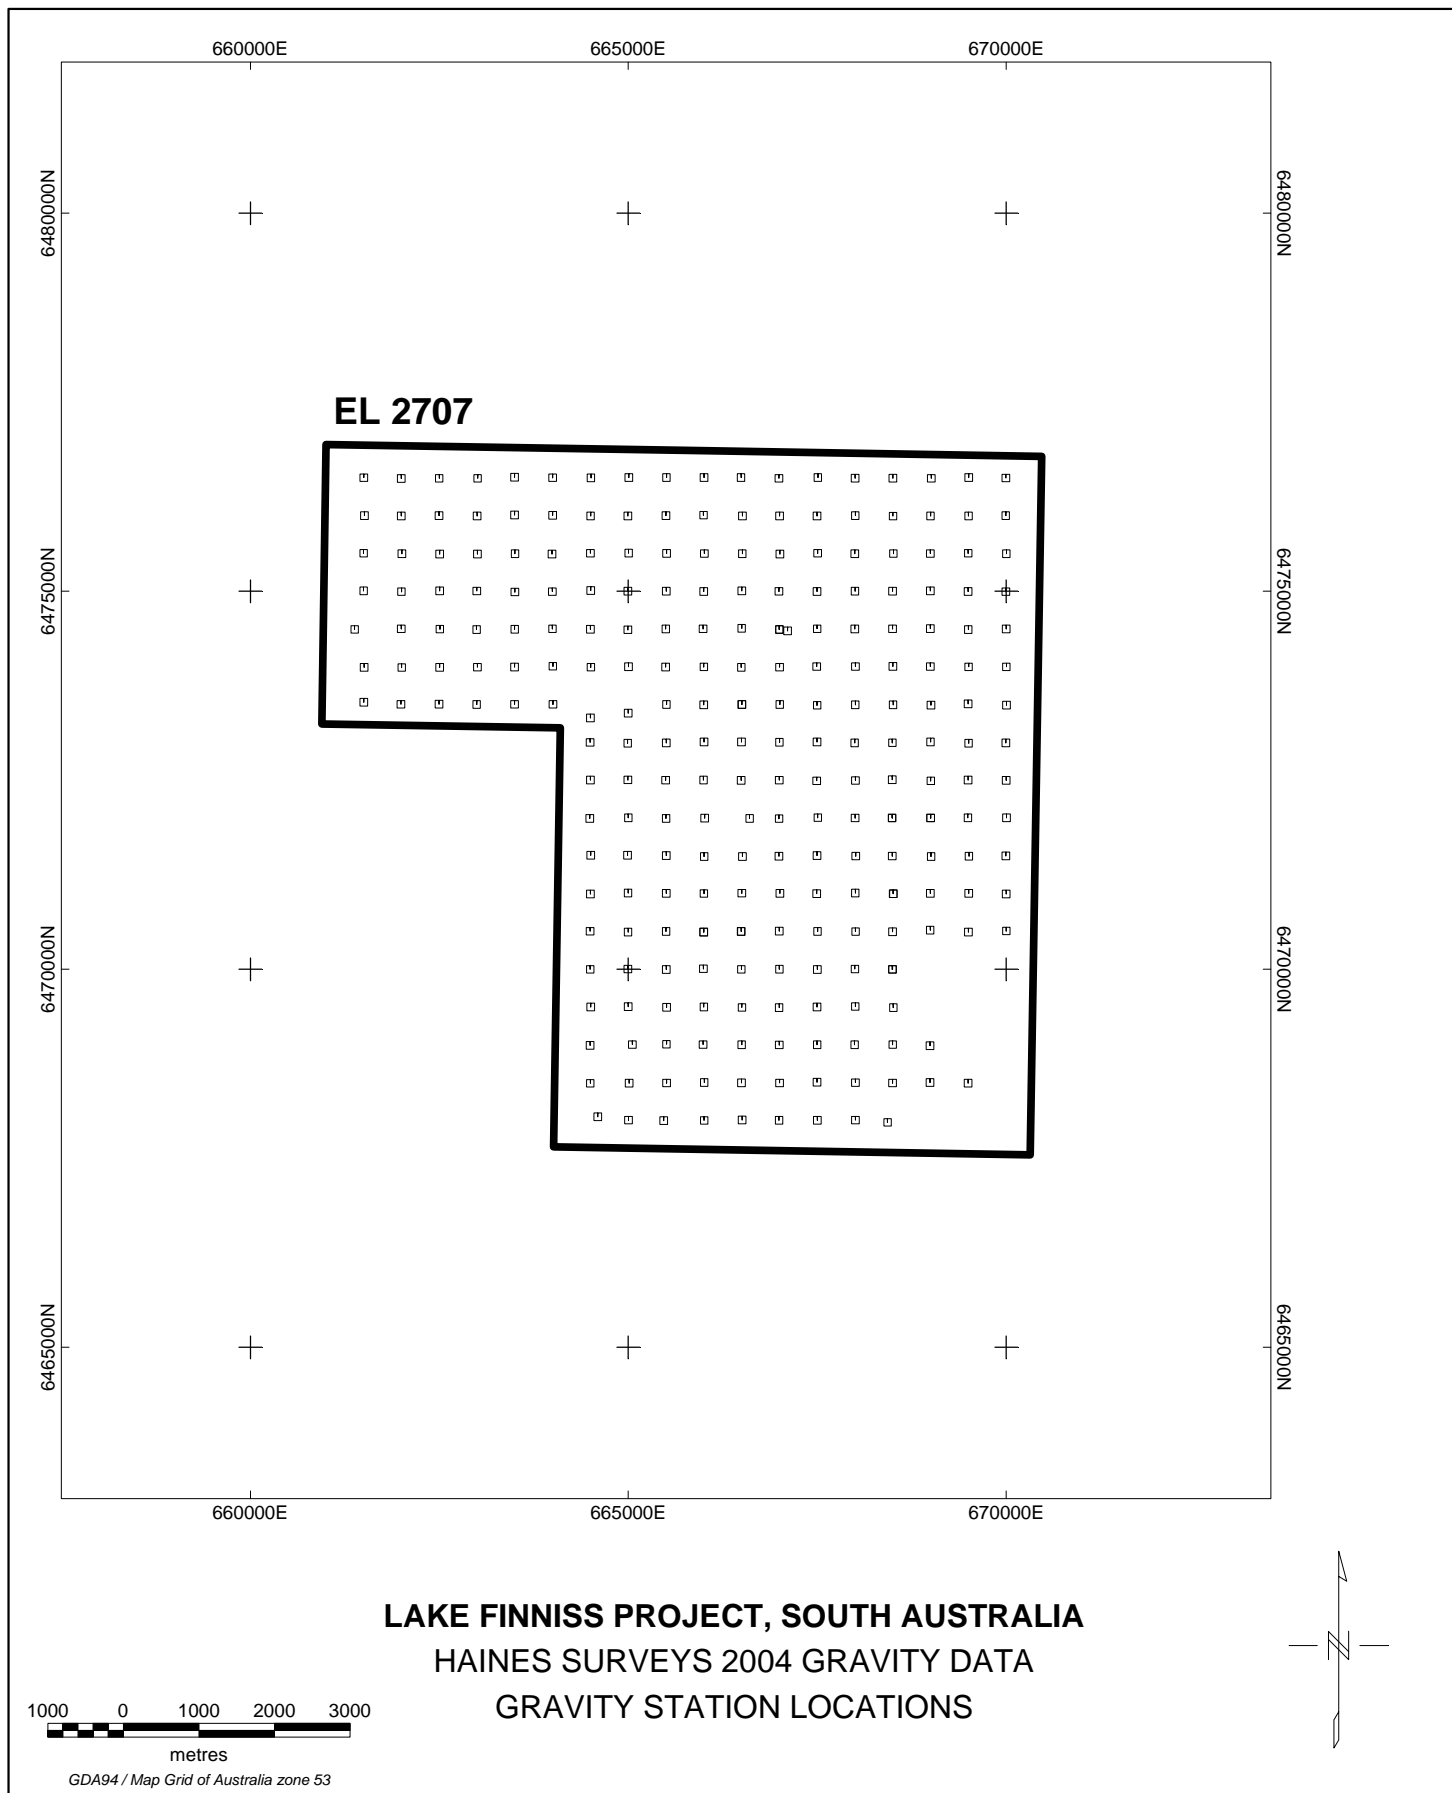 660000E 665000E 670000E
6480000N 6480000N
EL 2707
6475000N 6475000N
6470000N 6470000N
6465000N 6465000N
660000E 665000E 670000E
LAKE FINNISS PROJECT, SOUTH AUSTRALIA
HAINES SURVEYS 2004 GRAVITY DATA
GRAVITY STATION LOCATIONS
N
1000 0 1000 2000 3000
metres
GDA94 / Map Grid of Australia zone 53